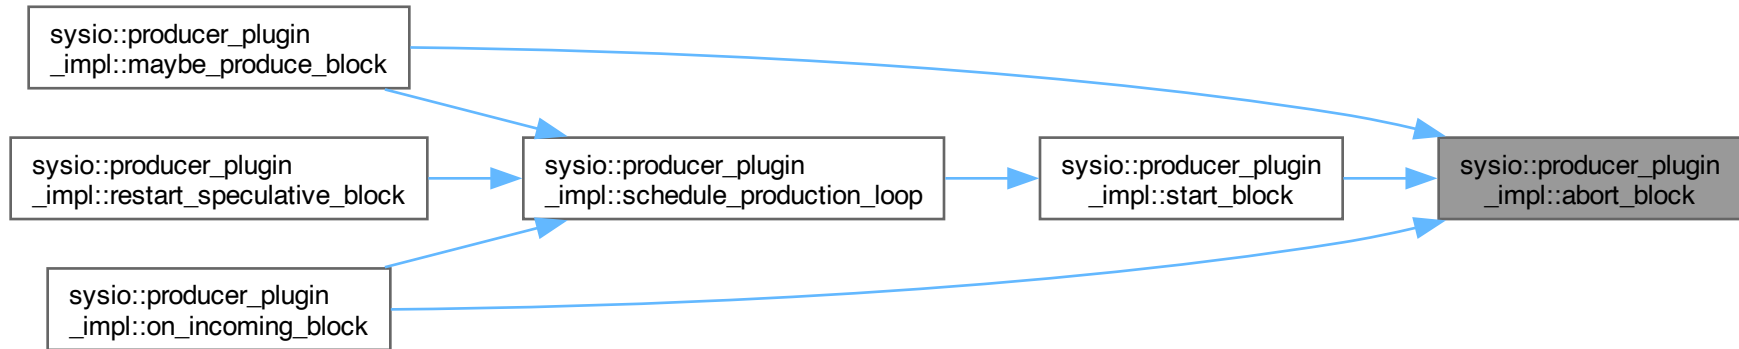 sysio::producer_plugin
_impl::maybe_produce_block
sysio::producer_plugin
_impl::restart_speculative_block
sysio::producer_plugin
_impl::schedule_production_loop
sysio::producer_plugin
_impl::start_block
sysio::producer_plugin
_impl::abort_block
sysio::producer_plugin
_impl::on_incoming_block